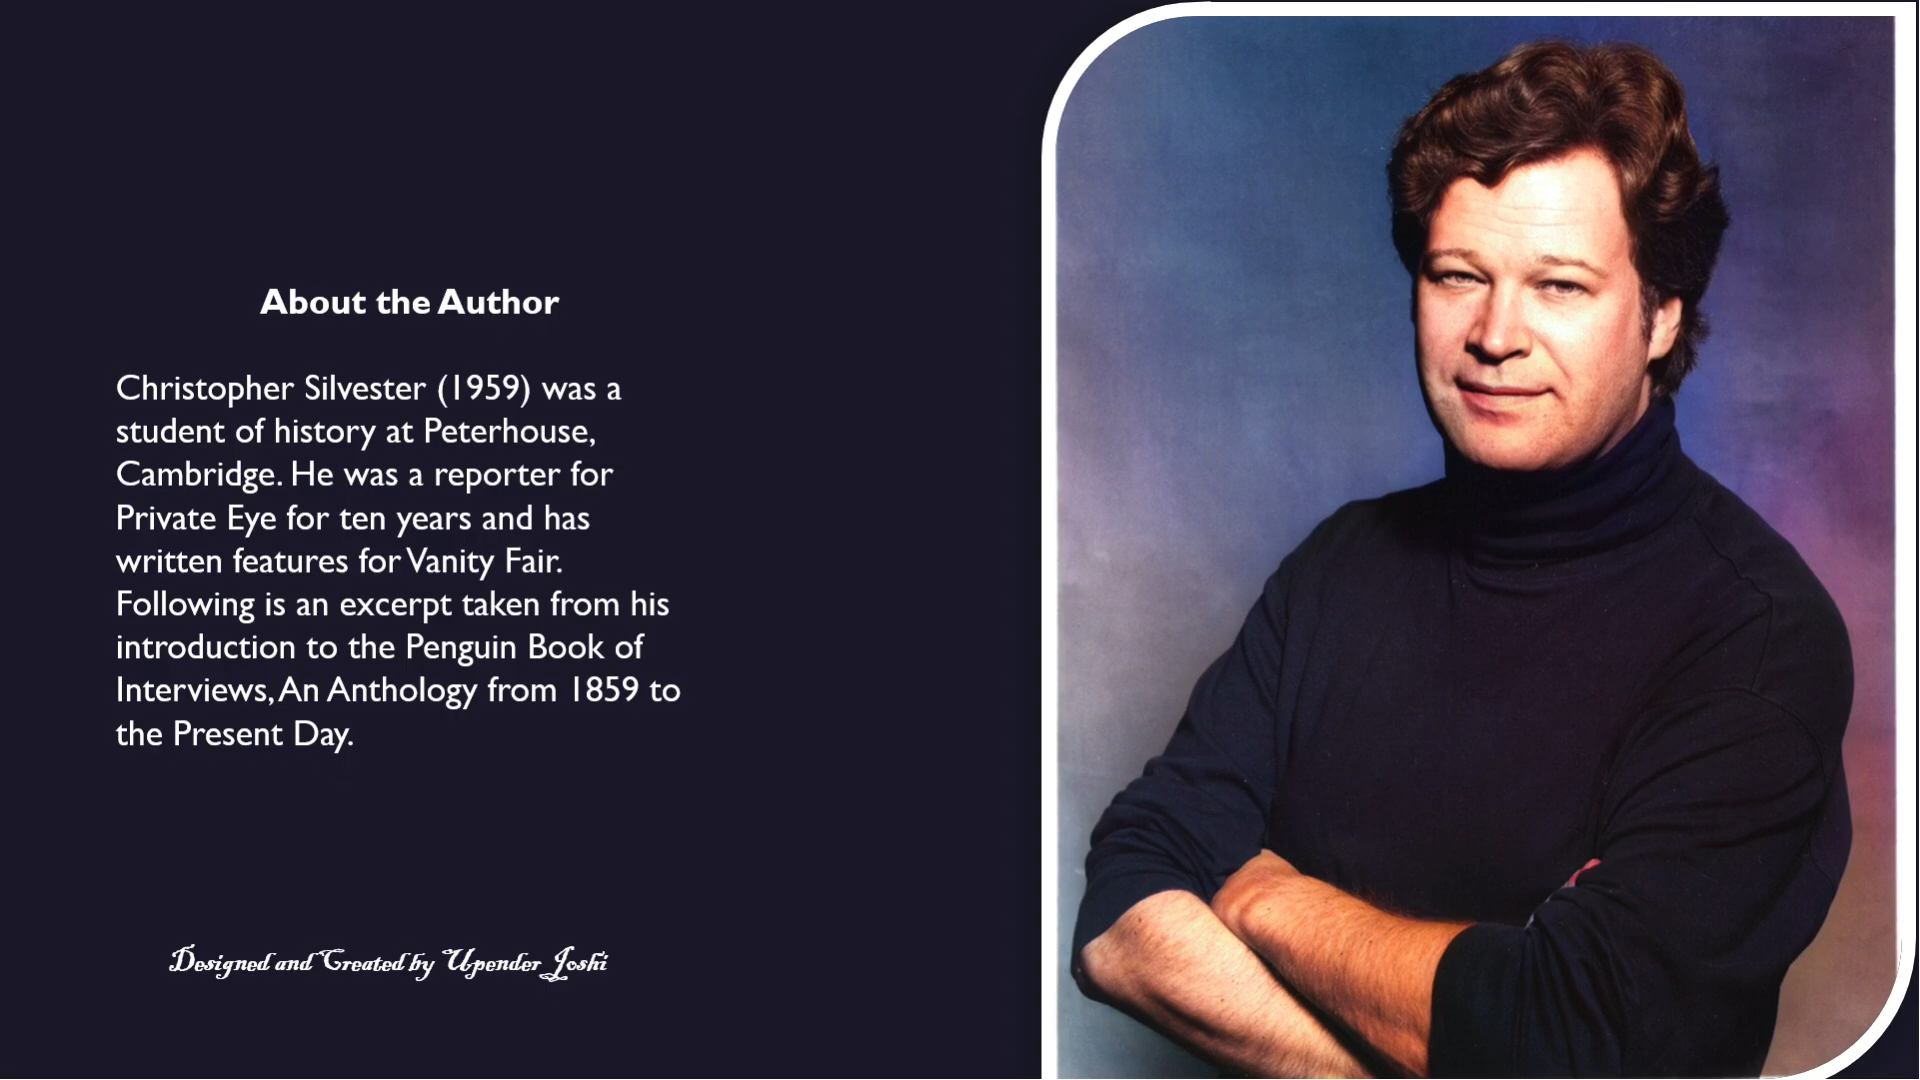 About the Author
Christopher Silvester (1959) was a
student of history at Peterhouse,
Cambridge. He was a reporter for
Private Eye for ten years and has
written features for Vanity Fair.
Following is an excerpt taken from his
introduction to the Penguin Book of
Interviews, An Anthology from 1859 to
the Present Day.
Designed and Created by Upender Joshi